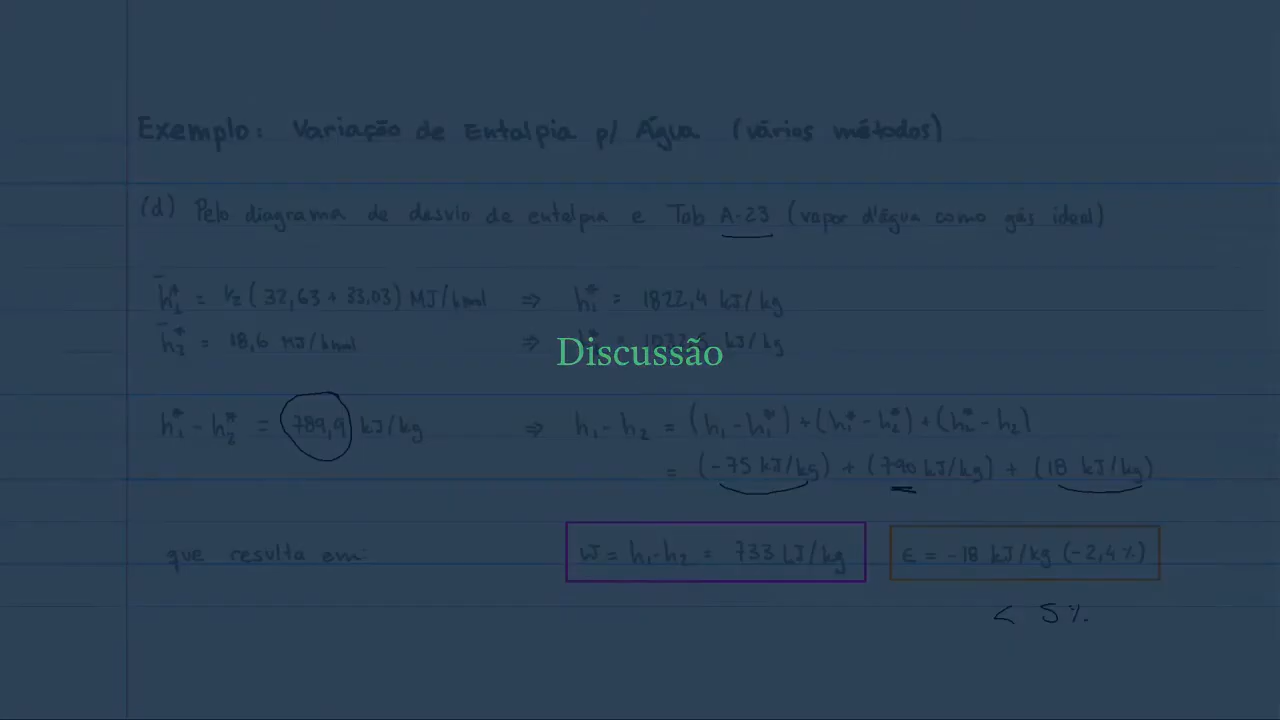 Exemplo: Variação de Entalpia p/ Água (vários métodos)
(d) Pelo diagrama de desvio de entalpia e Tab A-23 (vapor d'água como gás ideal)
h̄₁* = ½ (32,63 + 33,03) MJ/kmol ⇒ h₁* = 1822,4 kJ/kg
h̄₂* = 18,6 MJ/kmol ⇒ kJ/kg
Discussão
h₁* - h₂* = 789,9 kJ/kg ⇒ h₁ - h₂ = (h₁ - h₁*) + (h₁* - h₂*) + (h₂* - h₂)
= (-75 kJ/kg) + (790 kJ/kg) + (18 kJ/kg)
que resulta em: W = h₁ - h₂ = 733 kJ/kg ε = -18 kJ/kg (-2,4%)
< 5%